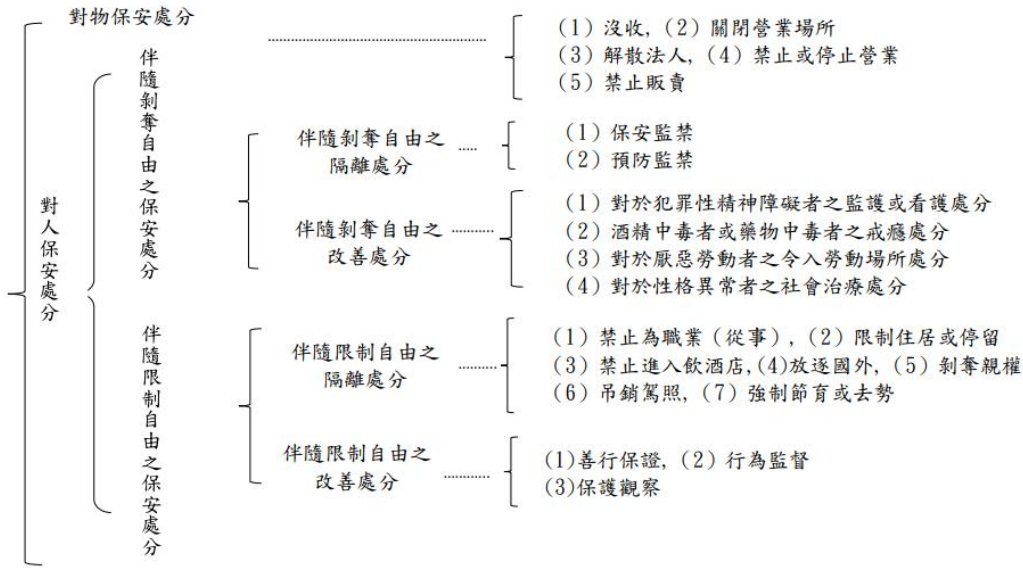 對物保安處分
(1) 沒收, (2) 關閉營業場所
(3) 解散法人, (4) 禁止或停止營業
(5) 禁止販賣
對人保安處分
伴隨剝奪自由之保安處分
伴隨剝奪自由之
隔離處分
(1) 保安監禁
(2) 預防監禁
伴隨剝奪自由之
改善處分
(1) 對於犯罪性精神障礙者之監護或看護處分
(2) 酒精中毒者或藥物中毒者之戒癮處分
(3) 對於厭惡勞動者之令入勞動場所處分
(4) 對於性格異常者之社會治療處分
伴隨限制自由之保安處分
伴隨限制自由之
隔離處分
(1) 禁止為職業 (從事) , (2) 限制住居或停留
(3) 禁止進入飲酒店, (4)放逐國外, (5) 剝奪親權
(6) 吊銷駕照, (7) 強制節育或去勢
伴隨限制自由之
改善處分
(1)善行保證, (2) 行為監督
(3)保護觀察